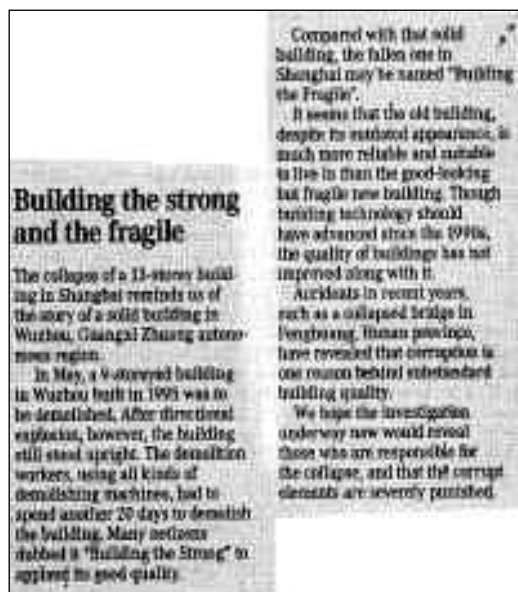 Building the strong
and the fragile
The collapse of a 13-storey build-
ing in Shanghai reminds us of
the story of a solid building in
Wuzhou, Guangxi Zhuang autono-
mous region.
In May, a 9-storeyed building
in Wuzhou built in 1995 was to
be demolished. After directional
explosion, however, the building
still stood upright. The demolition
workers, using all kinds of
demolishing machines, had to
spend another 20 days to demolish
the building. Many netizens
dubbed it "Building the Strong" to
applaud its good quality.
Compared with that solid
building, the fallen one in
Shanghai may be named "Building
the Fragile".
It seems that the old building,
despite its outdated appearance, is
much more reliable and suitable
to live in than the good-looking
but fragile new building. Though
building technology should
have advanced since the 1990s,
the quality of buildings has not
improved along with it.
Accidents in recent years,
such as a collapsed bridge in
Fenghuang, Hunan province,
have revealed that corruption is
one reason behind substandard
building quality.
We hope the investigation
underway now would reveal
those who are responsible for
the collapse, and that the corrupt
elements are severely punished.